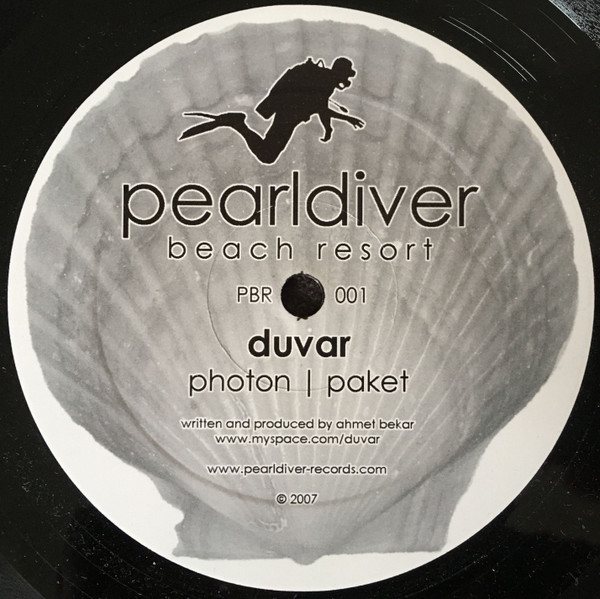 pearldiver
beach resort
PBR 001
duvar
photon | paket
written and produced by ahmet bekar
www.myspace.com/duvar
www.pearldiver-records.com
© 2007